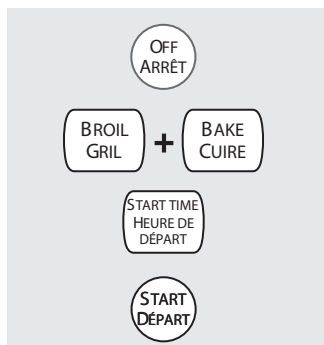 OFF
ARRÊT
BROIL
GRIL
+
BAKE
CUIRE
START TIME
HEURE DE
DÉPART
START
DÉPART